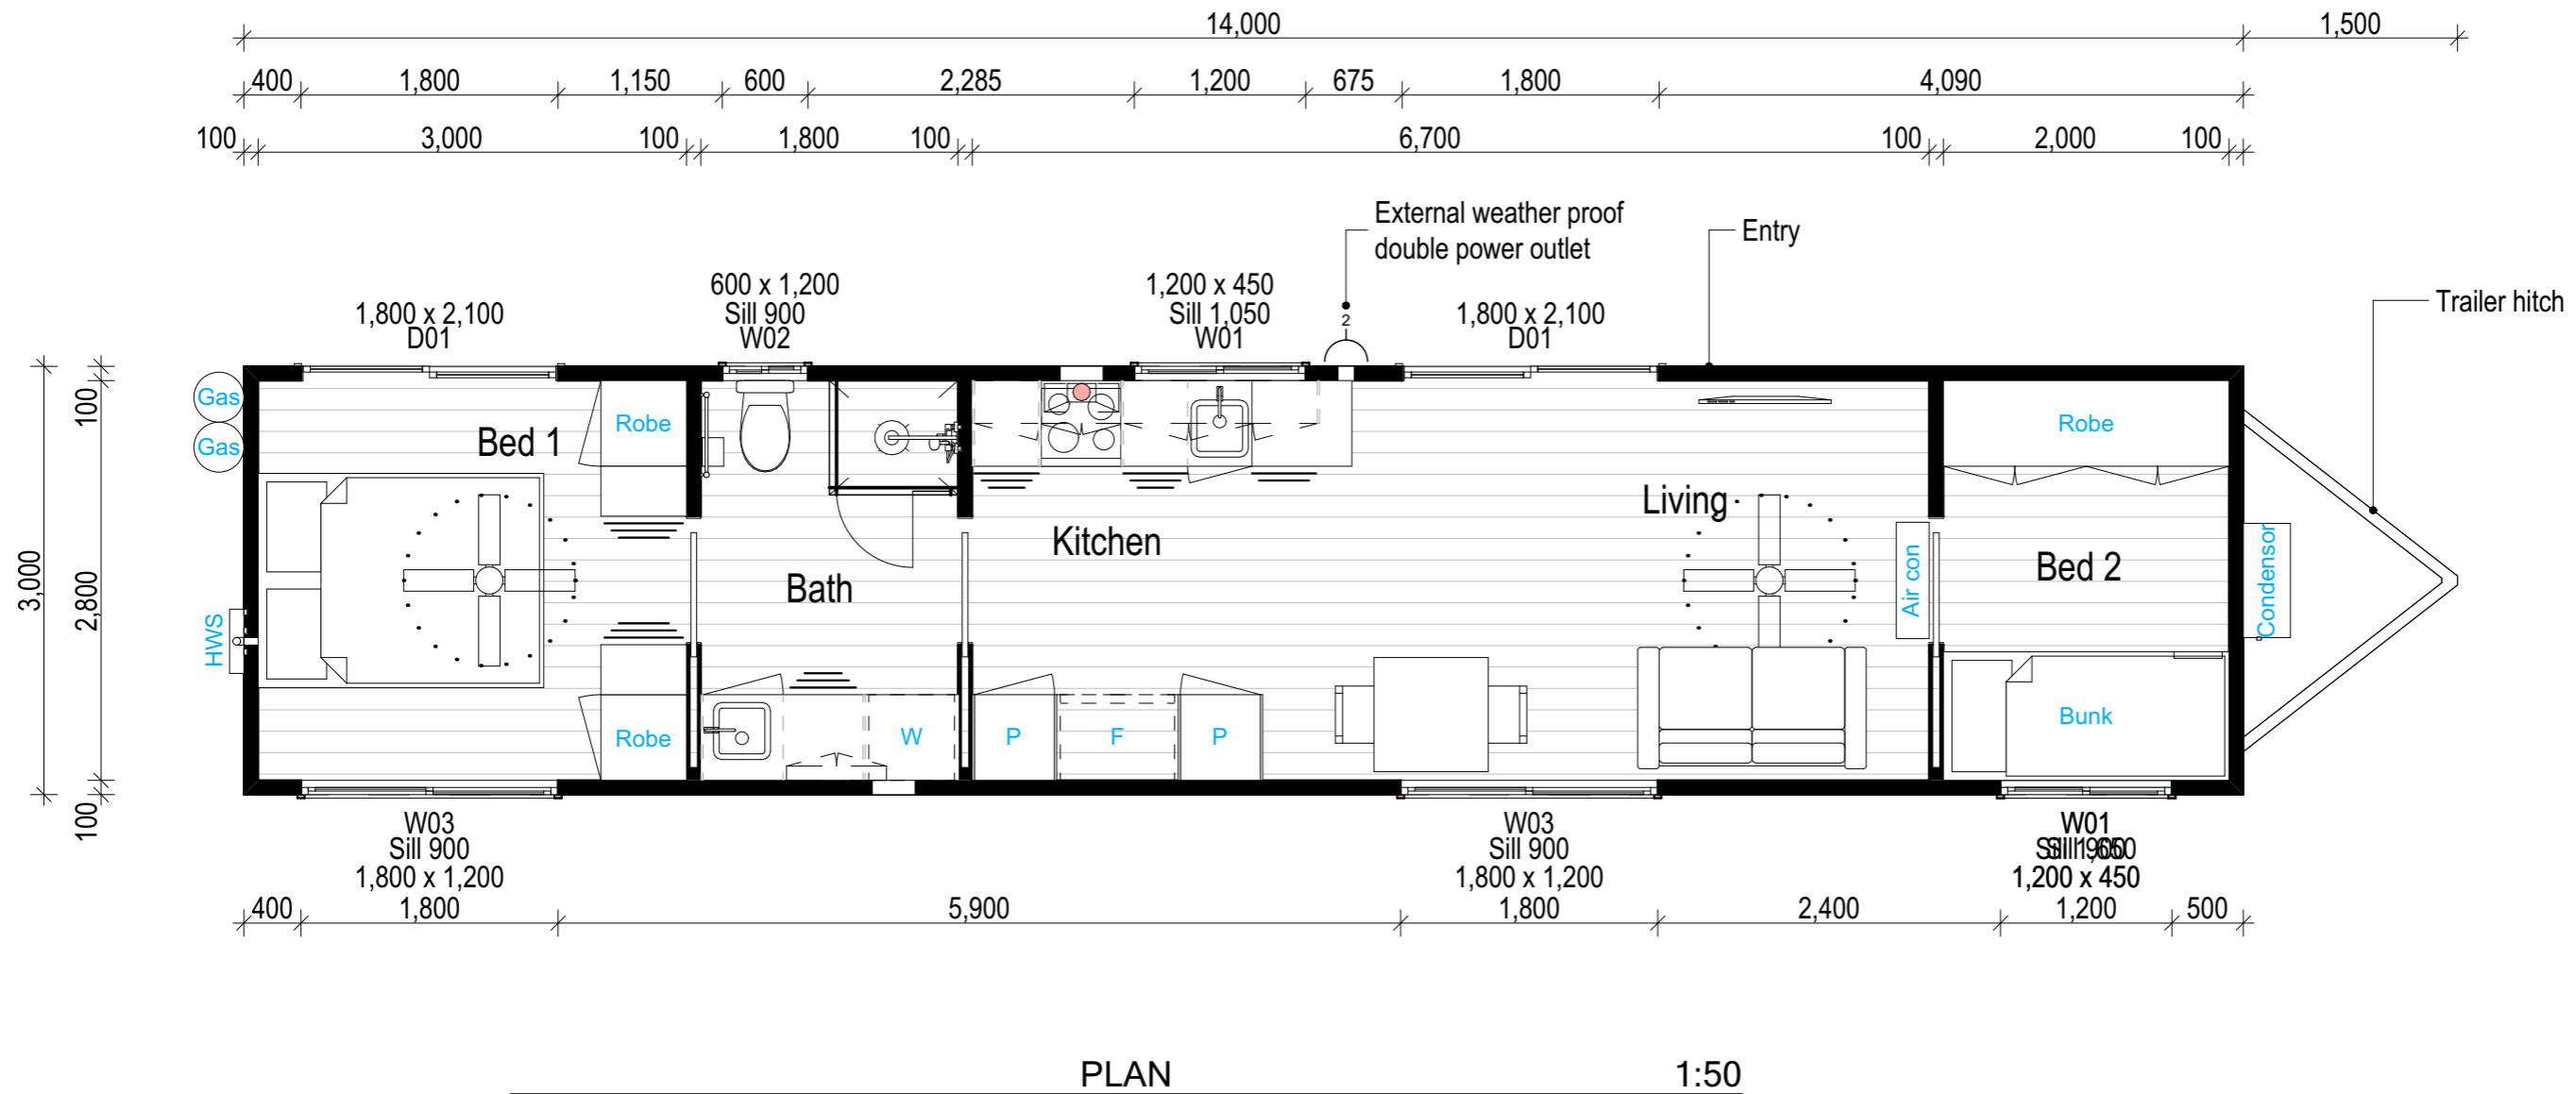 14,000
1,500
400
1,800
1,150
600
2,285
1,200
675
1,800
4,090
100
3,000
100
1,800
100
6,700
100
2,000
100
External weather proof
double power outlet
Entry
Trailer hitch
1,800 x 2,100
D01
600 x 1,200
Sill 900
W02
1,200 x 450
Sill 1,050
W01
2
1,800 x 2,100
D01
3,000
100
2,800
100
Gas
Gas
HWS
Bed 1
Robe
Robe
Bath
W
Kitchen
P
F
P
Living
Air con
Robe
Bed 2
Bunk
Condensor
W03
Sill 900
1,800 x 1,200
W03
Sill 900
1,800 x 1,200
W01
1,200 x 450
400
1,800
5,900
1,800
2,400
1,200
500
PLAN
1:50